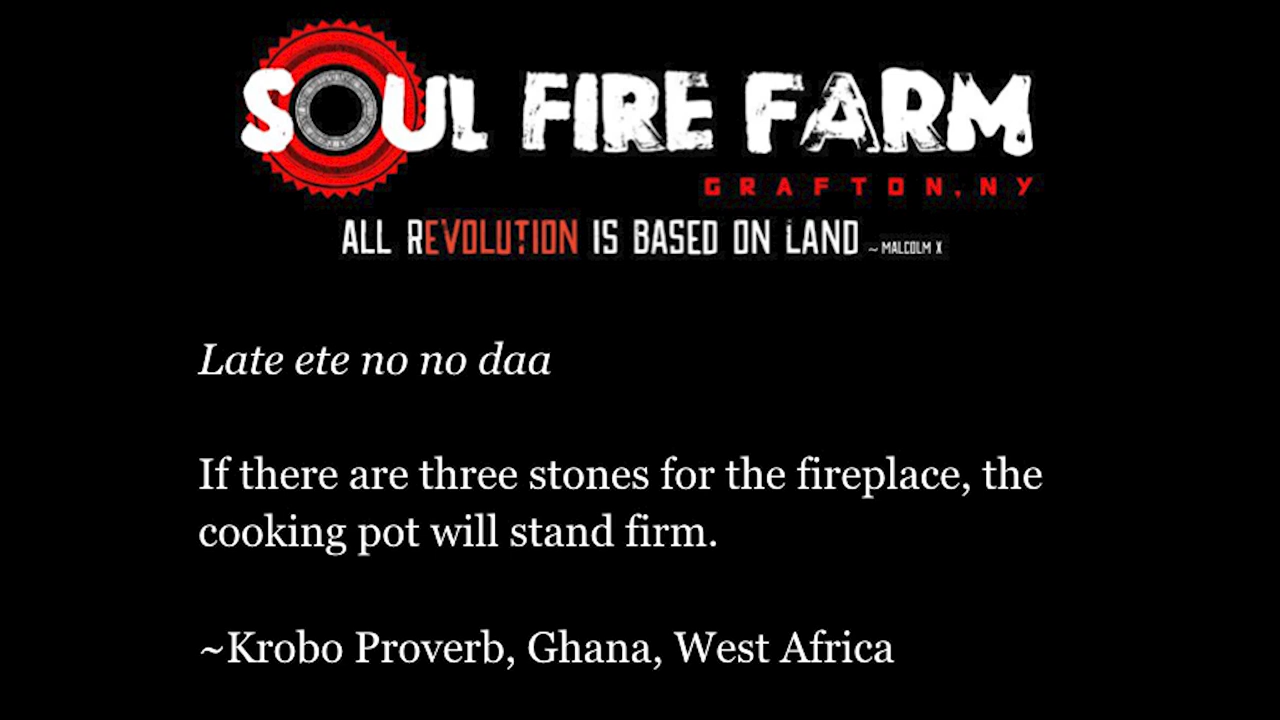 SOUL FIRE FARM
GRAFTON, NY
ALL REVOLUTION IS BASED ON LAND ~ MALCOLM X
Late ete no no daa
If there are three stones for the fireplace, the
cooking pot will stand firm.
~Krobo Proverb, Ghana, West Africa